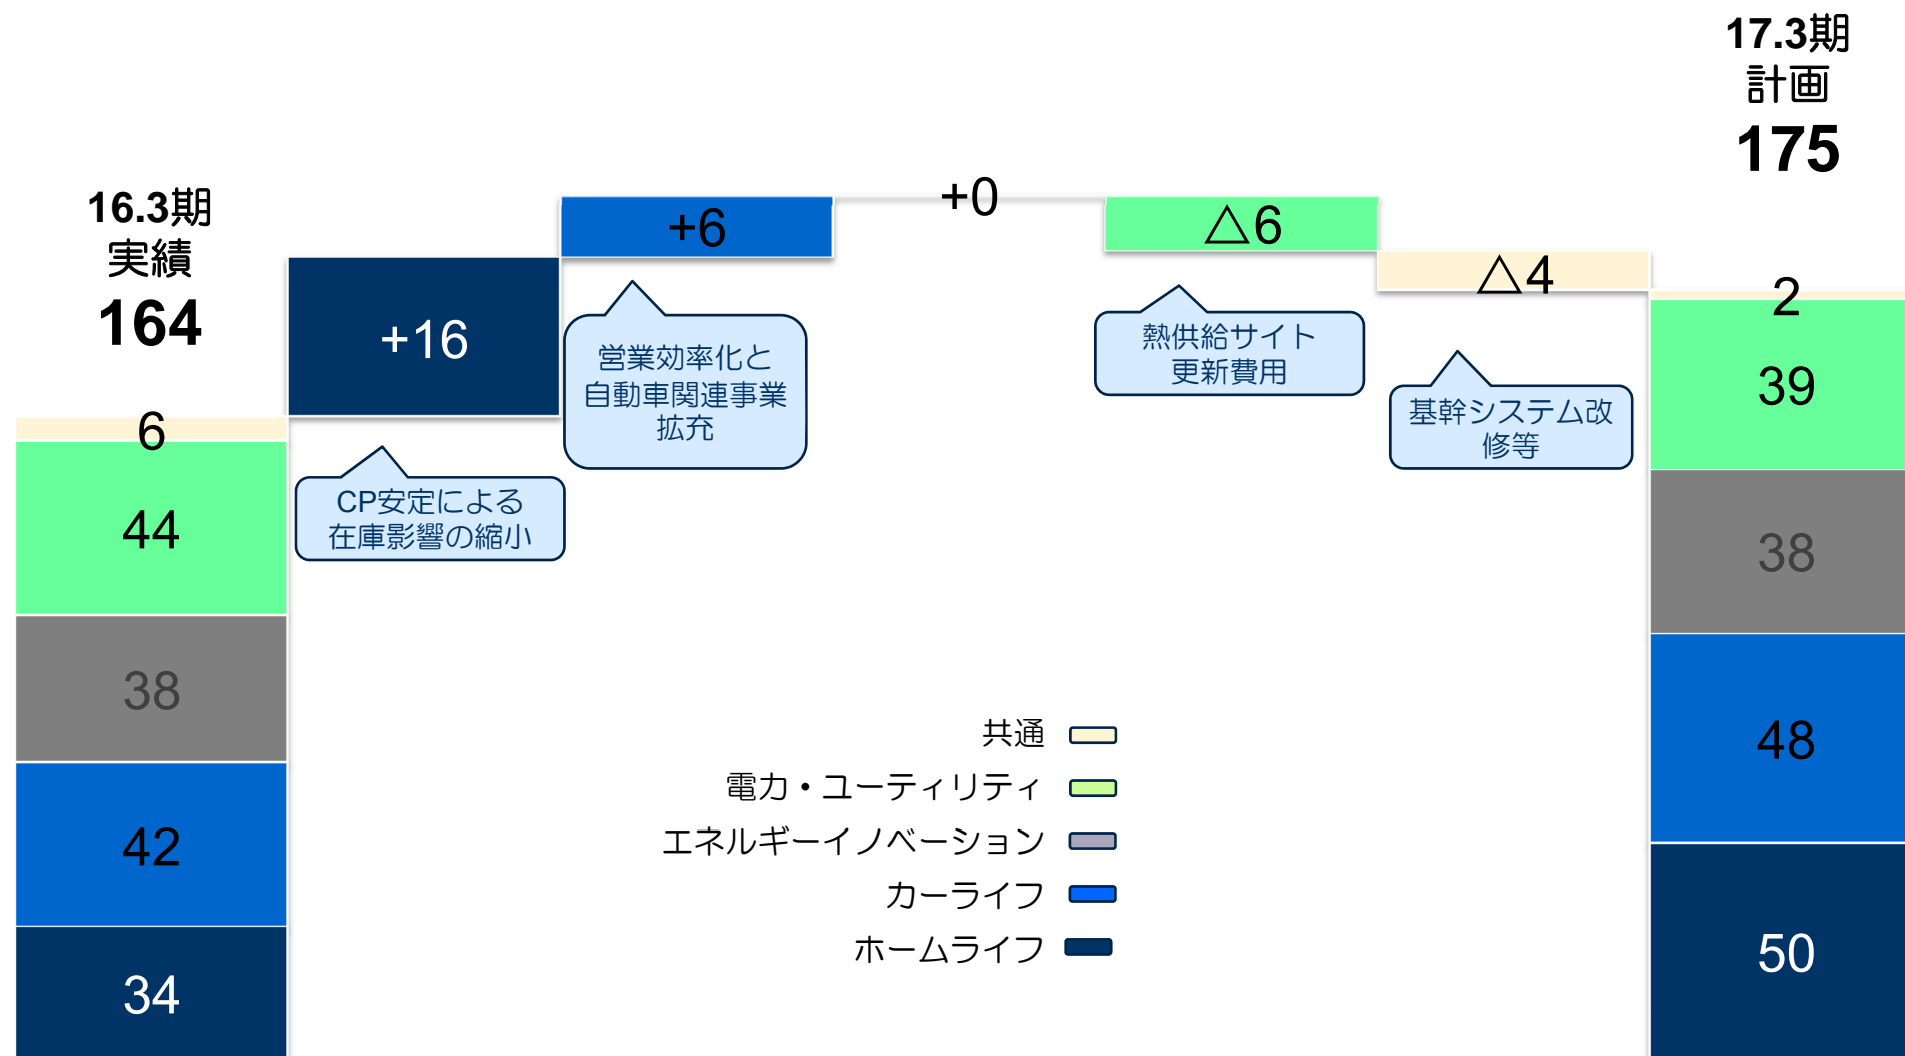 16.3期
実績
164
6
44
38
42
34
+16
CP安定による
在庫影響の縮小
+6
営業効率化と
自動車関連事業
拡充
+0
△6
熱供給サイト
更新費用
△4
基幹システム改
修等
17.3期
計画
175
2
39
38
48
50
共通
電力・ユーティリティ
エネルギーイノベーション
カーライフ
ホームライフ